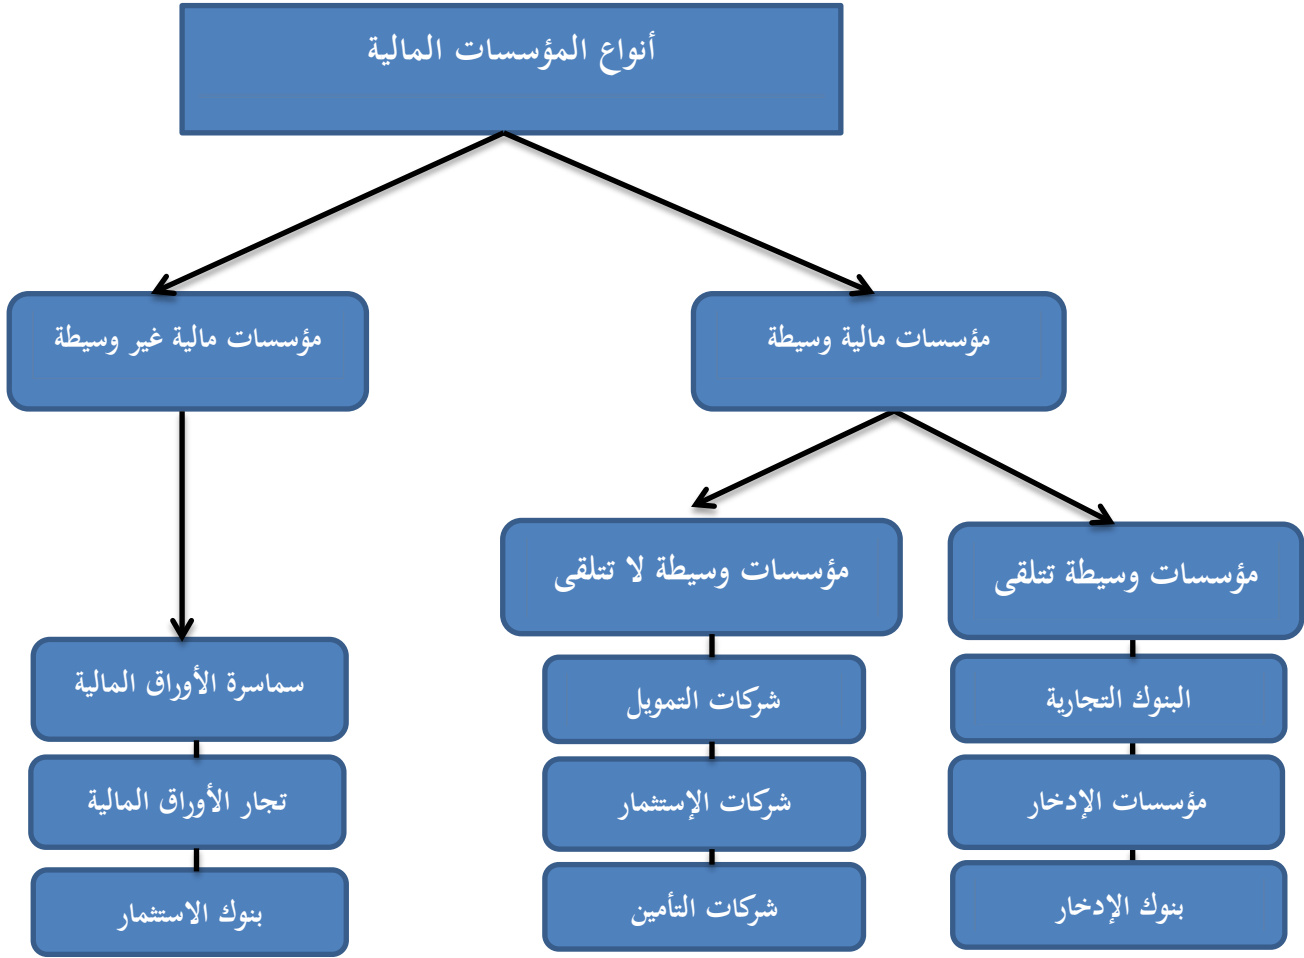 أنواع المؤسسات المالية
مؤسسات مالية وسيطة
مؤسسات مالية غير وسيطة
مؤسسات وسيطة تتلقى
مؤسسات وسيطة لا تتلقى
البنوك التجارية
مؤسسات الإدخار
بنوك الإدخار
شركات التمويل
شركات الإستثمار
شركات التأمين
سماسرة الأوراق المالية
تجار الأوراق المالية
بنوك الاستثمار